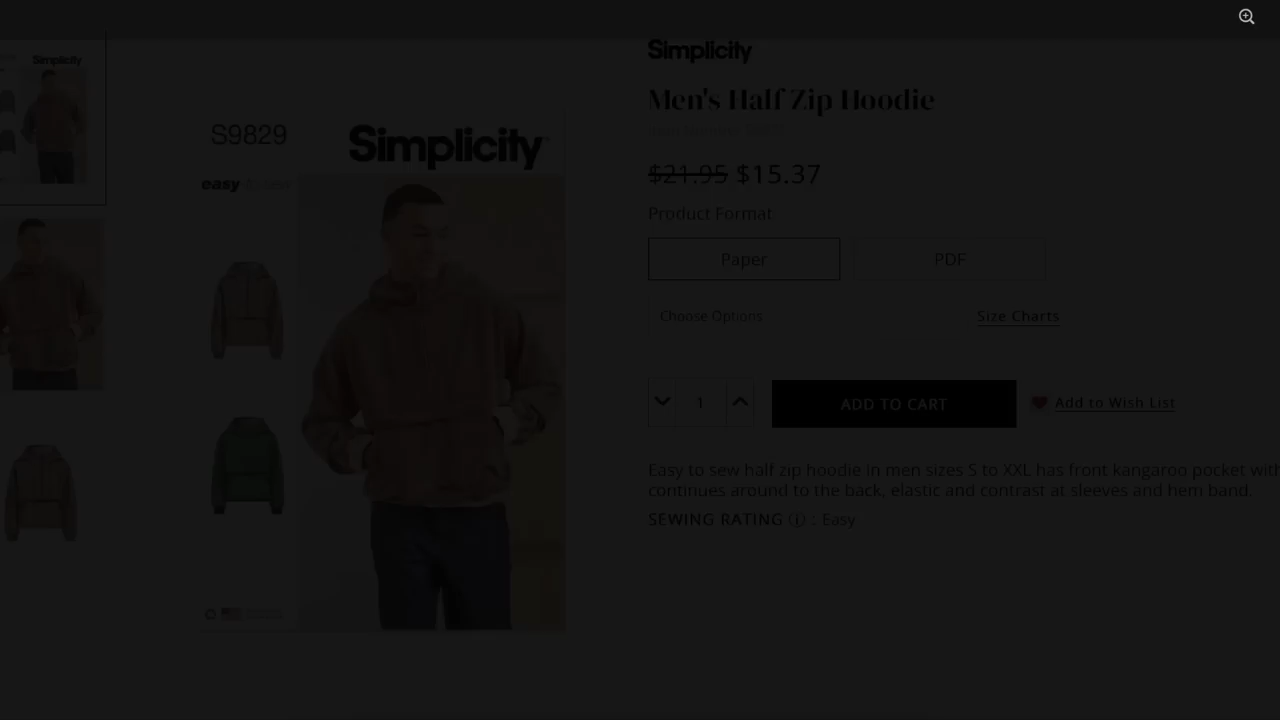 Simplicity
Simplicity
Men's Half Zip Hoodie
S9829
Simplicity
$21.95 $15.37
easy
Product Format
Paper
PDF
Choose Options
Size Charts
1
ADD TO CART
Add to Wish List
Easy to sew half zip hoodie in men sizes S to XXL has front kangaroo pocket with
continues around to the back, elastic and contrast at sleeves and hem band.
SEWING RATING (i) : Easy